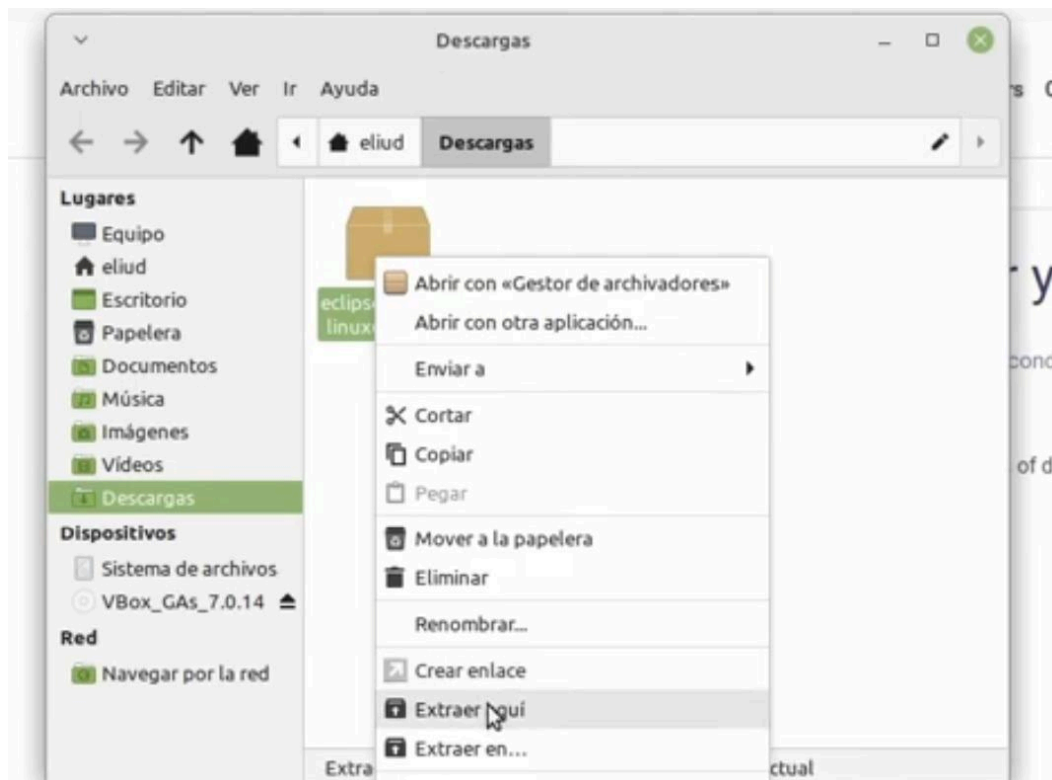 Descargas
Archivo Editar Ver Ir Ayuda
eliud Descargas
Lugares
Equipo
eliud
Escritorio
Papelera
Documentos
Música
Imágenes
Vídeos
Descargas
Dispositivos
Sistema de archivos
VBox_GAs_7.0.14
Red
Navegar por la red
Abrir con «Gestor de archivadores»
Abrir con otra aplicación...
Enviar a
Cortar
Copiar
Pegar
Mover a la papelera
Eliminar
Renombrar...
Crear enlace
Extraer aquí
Extraer en...
of d